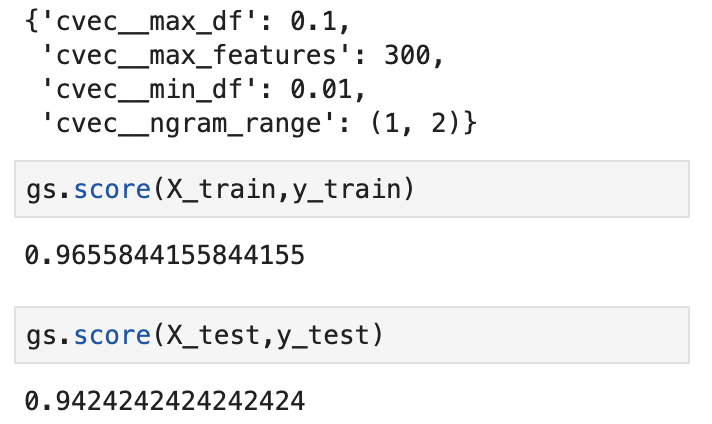 {'cvec__max_df': 0.1,
 'cvec__max_features': 300,
 'cvec__min_df': 0.01,
 'cvec__ngram_range': (1, 2)}
gs.score(X_train,y_train)
0.9655844155844155
gs.score(X_test,y_test)
0.9424242424242424